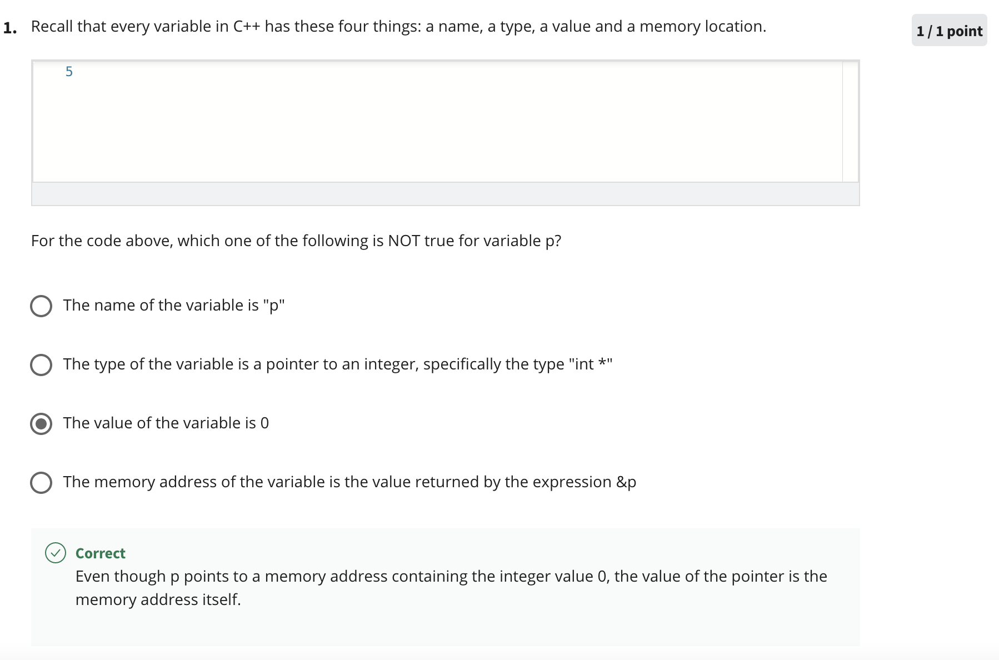 1. Recall that every variable in C++ has these four things: a name, a type, a value and a memory location.
1 / 1 point
5
For the code above, which one of the following is NOT true for variable p?
The name of the variable is "p"
The type of the variable is a pointer to an integer, specifically the type "int *"
The value of the variable is 0
The memory address of the variable is the value returned by the expression &p
Correct
Even though p points to a memory address containing the integer value 0, the value of the pointer is the
memory address itself.